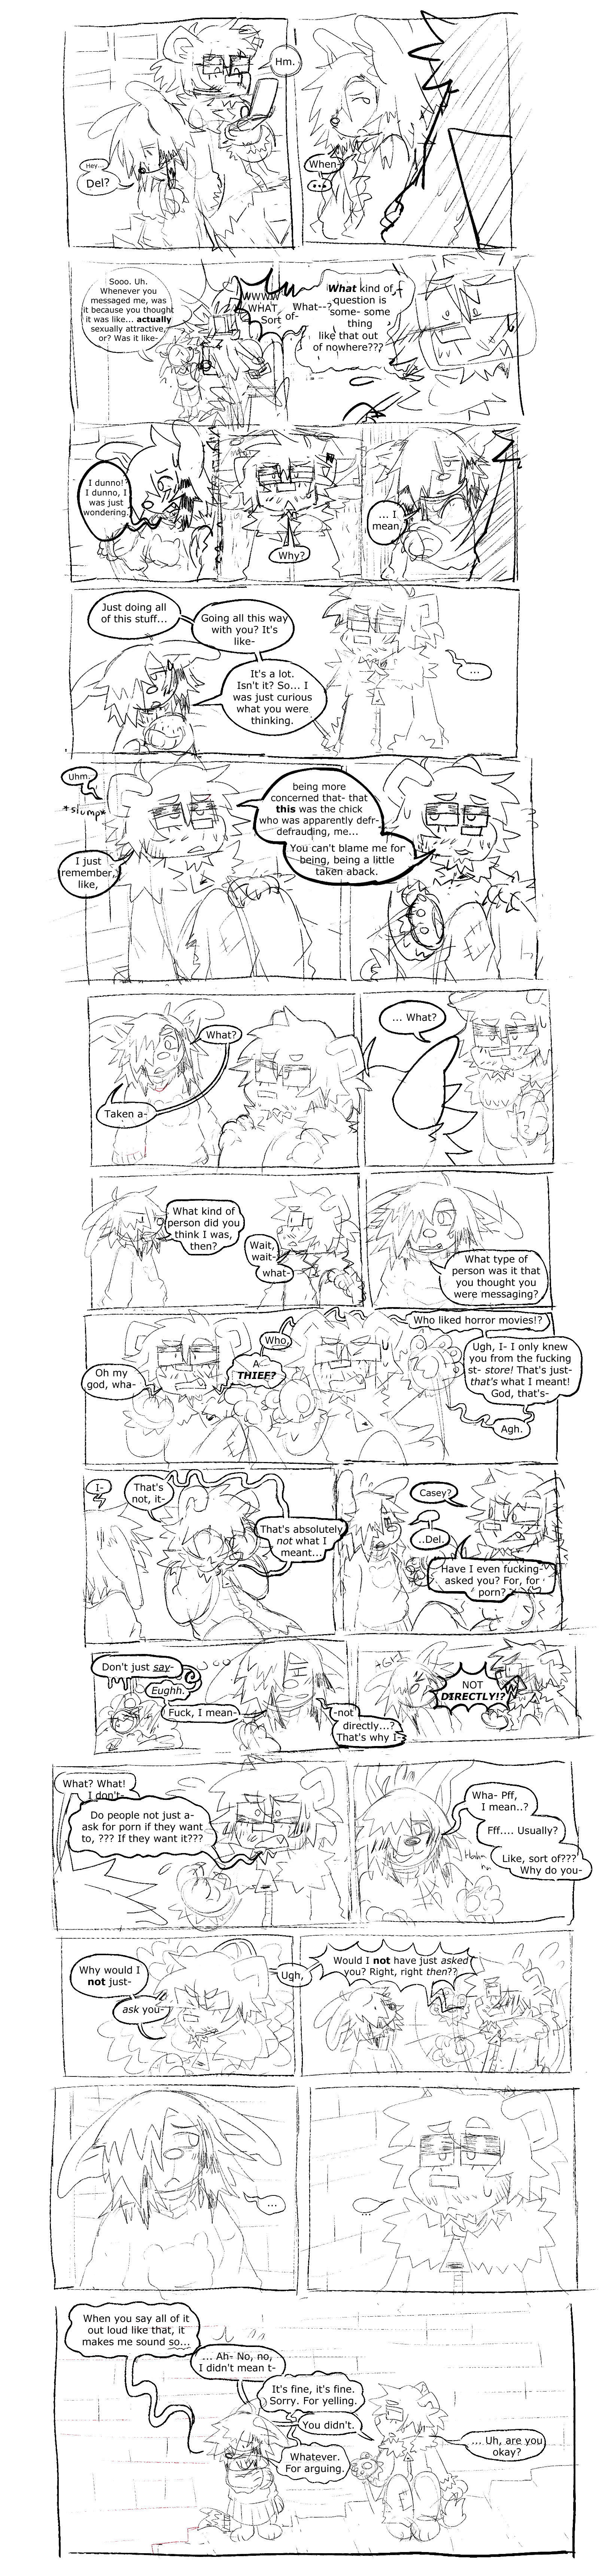 Hm.
Hey...
Del?
When
...
Sooo. Uh.
Whenever you
messaged me, was
it because you thought
it was like... actually
sexually attractive,
or? Was it like-
WWWW
WHAT
Sort
of-
What--?
What kind of
question is
some- some
thing
like that out
of nowhere???
I dunno!
I dunno, I
was just
wondering.
Why?
... I
mean,
Just doing all
of this stuff...
Going all this way
with you? It's
like-
It's a lot.
Isn't it? So... I
was just curious
what you were
thinking.
...
Uhm.
*slump*
I just
remember,
like,
being more
concerned that- that
this was the chick
who was apparently defr-
defrauding, me...
You can't blame me for
being, being a little
taken aback.
What?
Taken a-
... What?
What kind of
person did you
think I was,
then?
Wait,
wait-
what-
What type of
person was it that
you thought you
were messaging?
Oh my
god, wha-
Who,
A
THIEF?
Who liked horror movies!?
Ugh, I- I only knew
you from the fucking
st- store! That's just-
that's what I meant!
God, that's-
Agh.
I-
That's
not, it-
That's absolutely
not what I
meant...
Casey?
..Del.
Have I even fucking-
asked you? For, for
porn?
Don't just say-
Eughh.
Fuck, I mean-
-not
directly...?
That's why I-
NOT
DIRECTLY!?
What? What!
I don't-
Do people not just a-
ask for porn if they want
to, ??? If they want it???
Wha- Pff,
I mean..?
Fff.... Usually?
Like, sort of???
Why do you-
Haha
ha
Why would I
not just-
ask you-
Ugh,
Would I not have just asked
you? Right, right then??
...
...
When you say all of it
out loud like that, it
makes me sound so...
... Ah- No, no,
I didn't mean t-
It's fine, it's fine.
Sorry. For yelling.
You didn't.
Whatever.
For arguing.
... Uh, are you
okay?